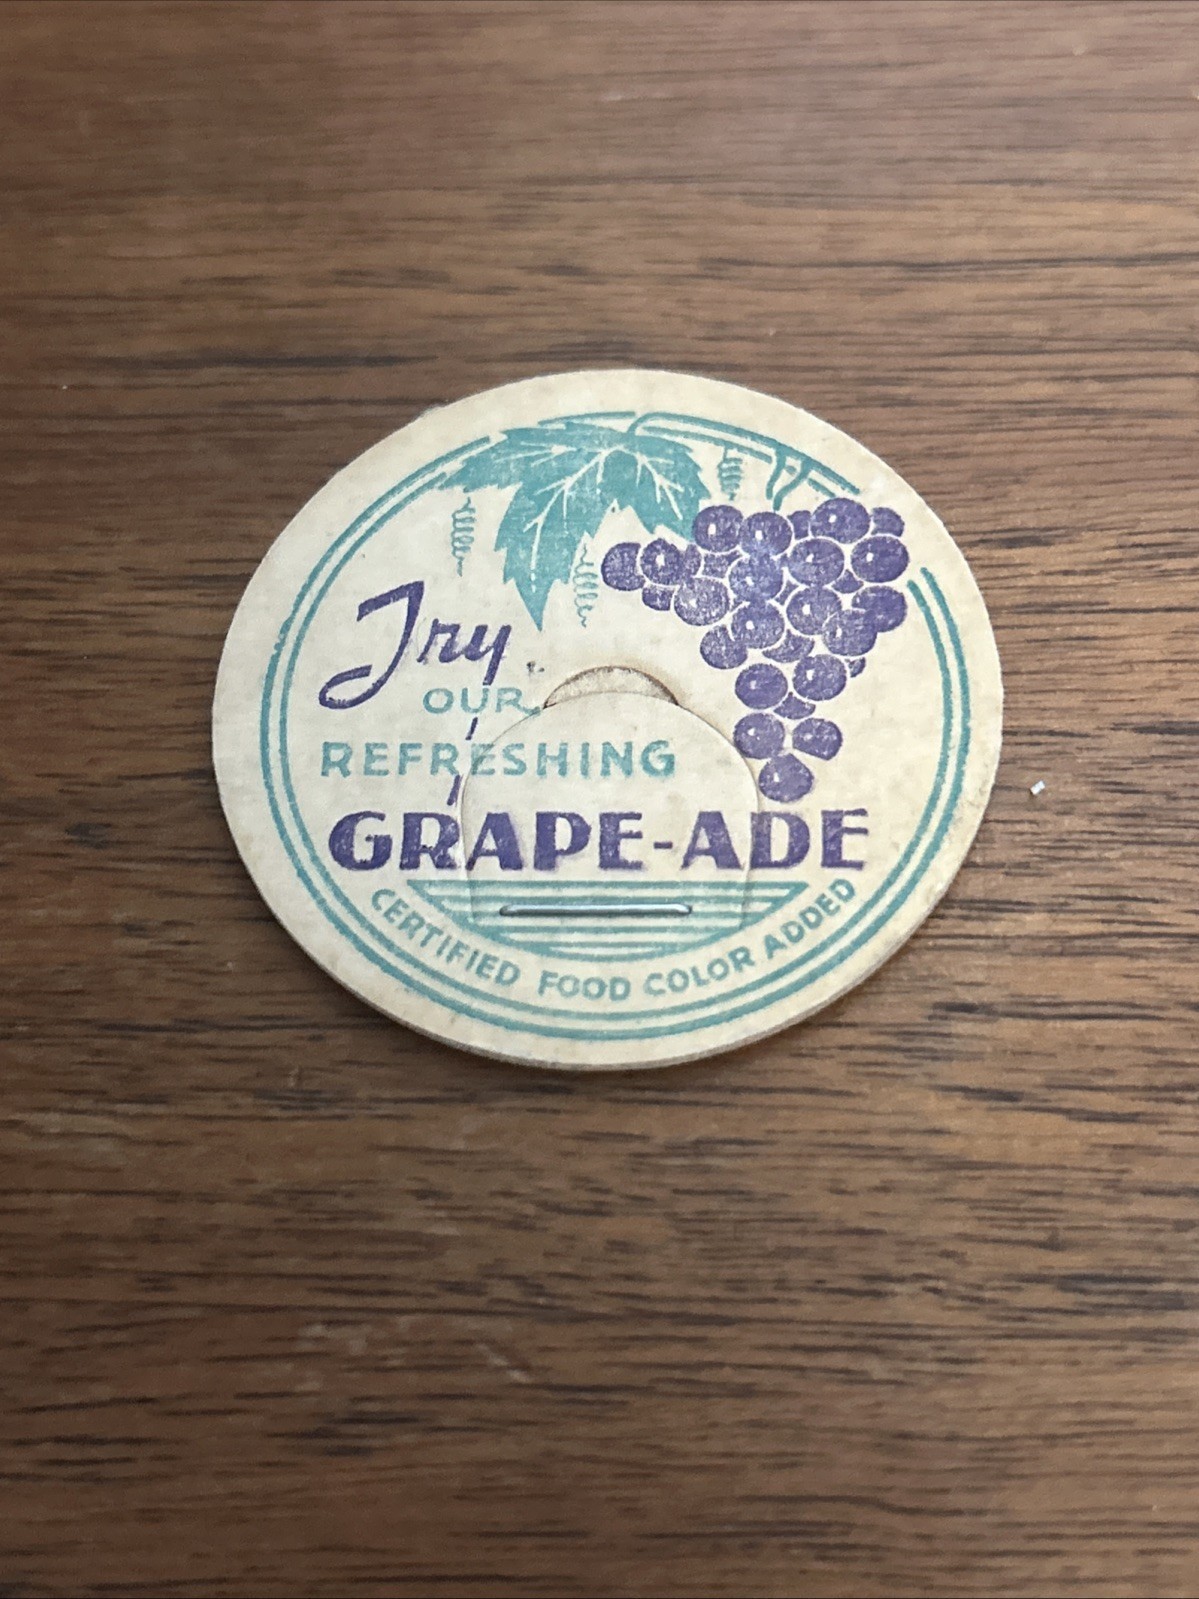 Try
OUR
REFRESHING
GRAPE-ADE
CERTIFIED FOOD COLOR ADDED